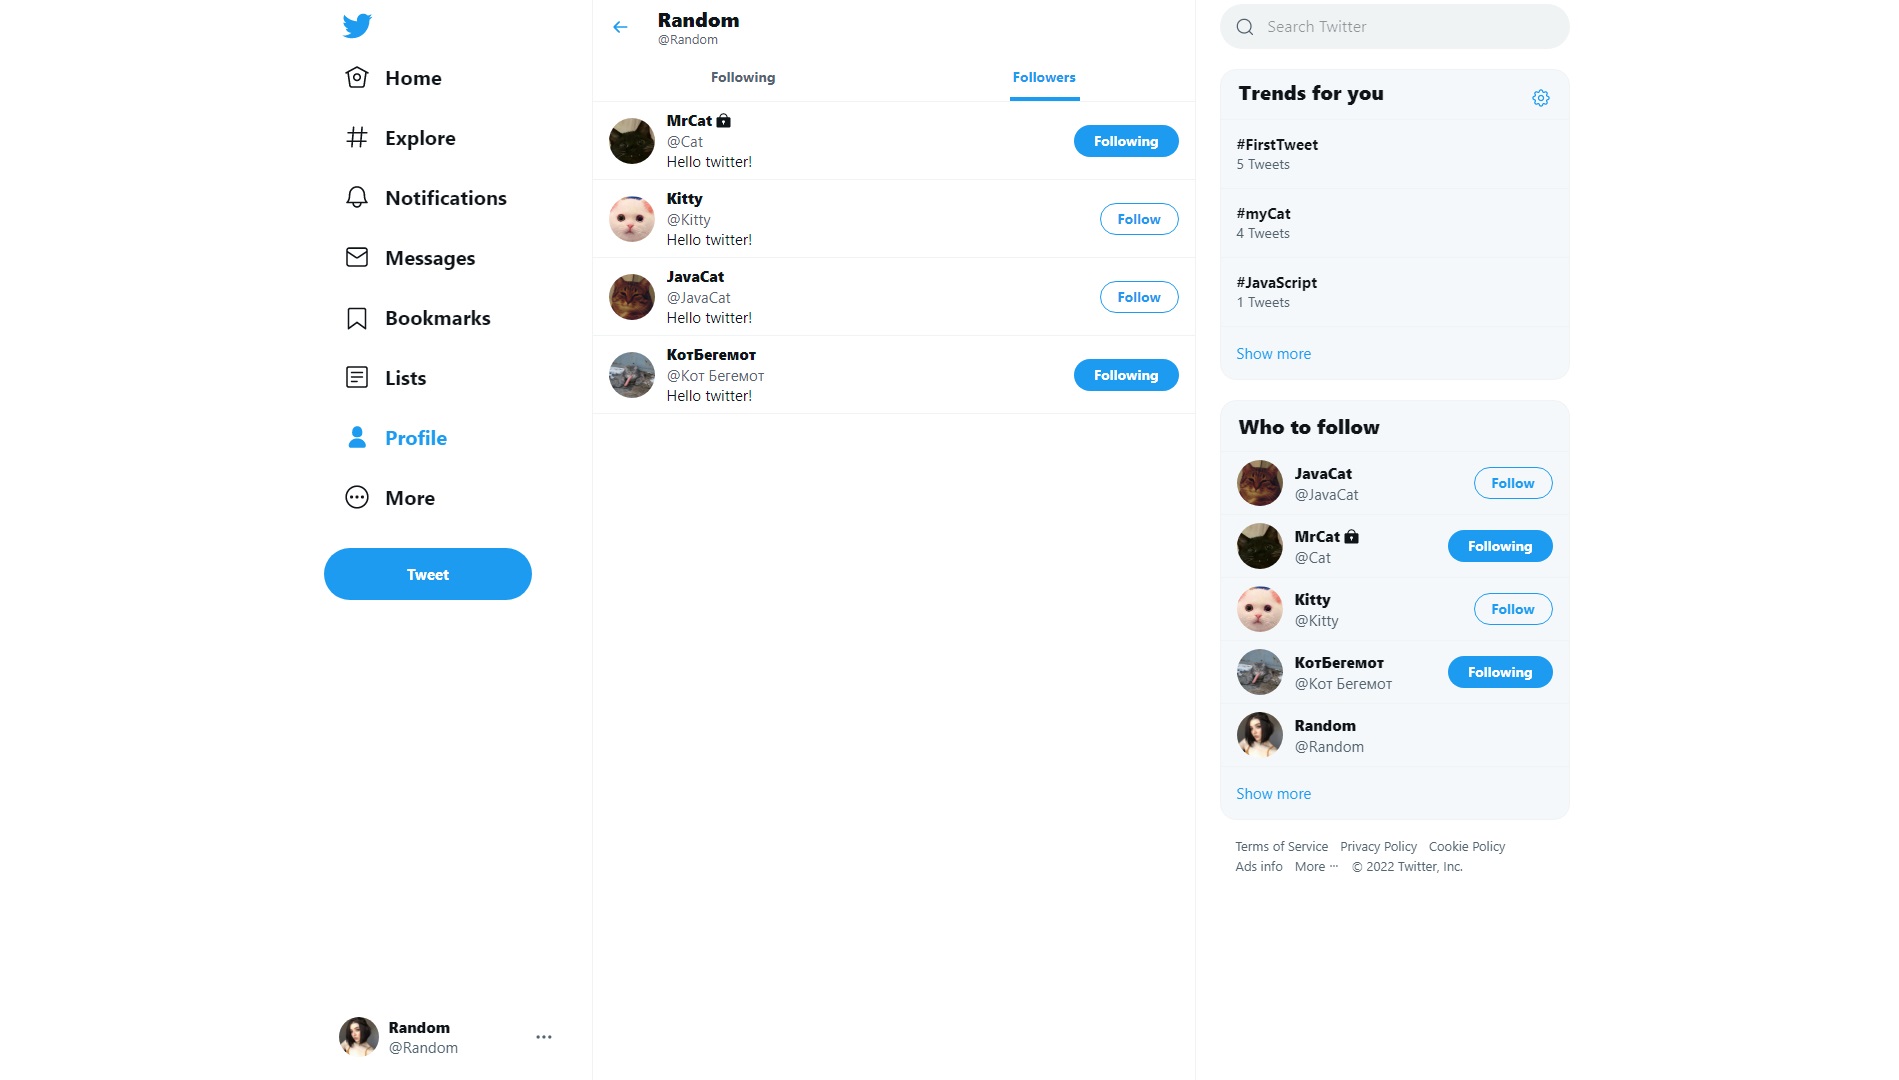 Home
Explore
Notifications
Messages
Bookmarks
Lists
Profile
More
Tweet
Random
@Random
Random
@Random
Following
Followers
MrCat
@Cat
Hello twitter!
Following
Kitty
@Kitty
Hello twitter!
Follow
JavaCat
@JavaCat
Hello twitter!
Follow
КотБегемот
@Кот Бегемот
Hello twitter!
Following
Search Twitter
Trends for you
#FirstTweet
5 Tweets
#myCat
4 Tweets
#JavaScript
1 Tweets
Show more
Who to follow
JavaCat
@JavaCat
Follow
MrCat
@Cat
Following
Kitty
@Kitty
Follow
КотБегемот
@Кот Бегемот
Following
Random
@Random
Show more
Terms of Service Privacy Policy Cookie Policy
Ads info More ··· © 2022 Twitter, Inc.